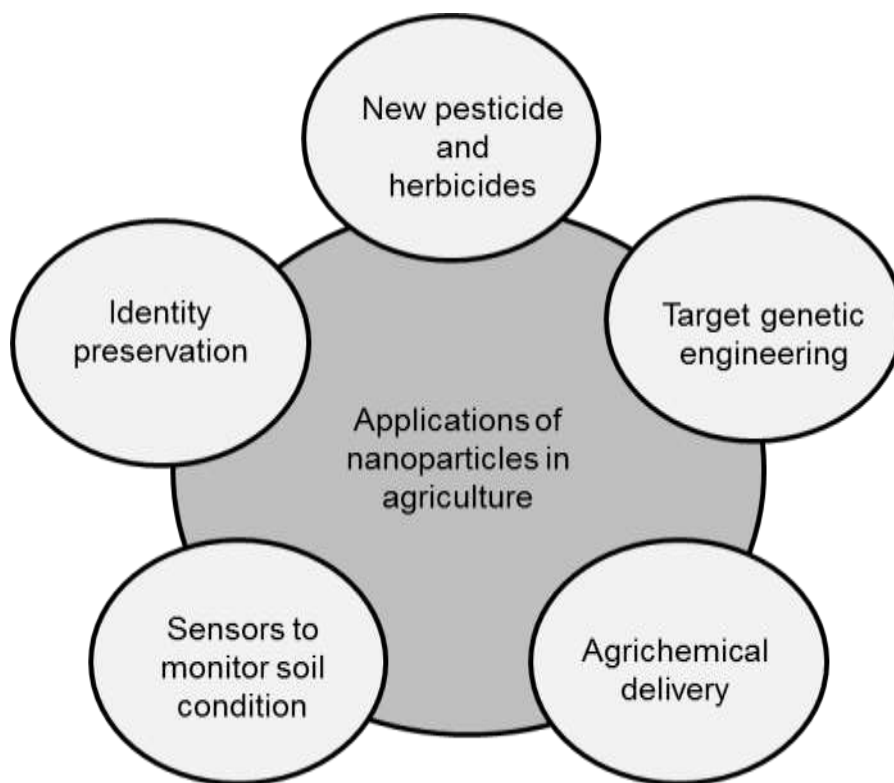 New pesticide
and
herbicides
Identity
preservation
Target genetic
engineering
Applications of
nanoparticles in
agriculture
Sensors to
monitor soil
condition
Agrichemical
delivery